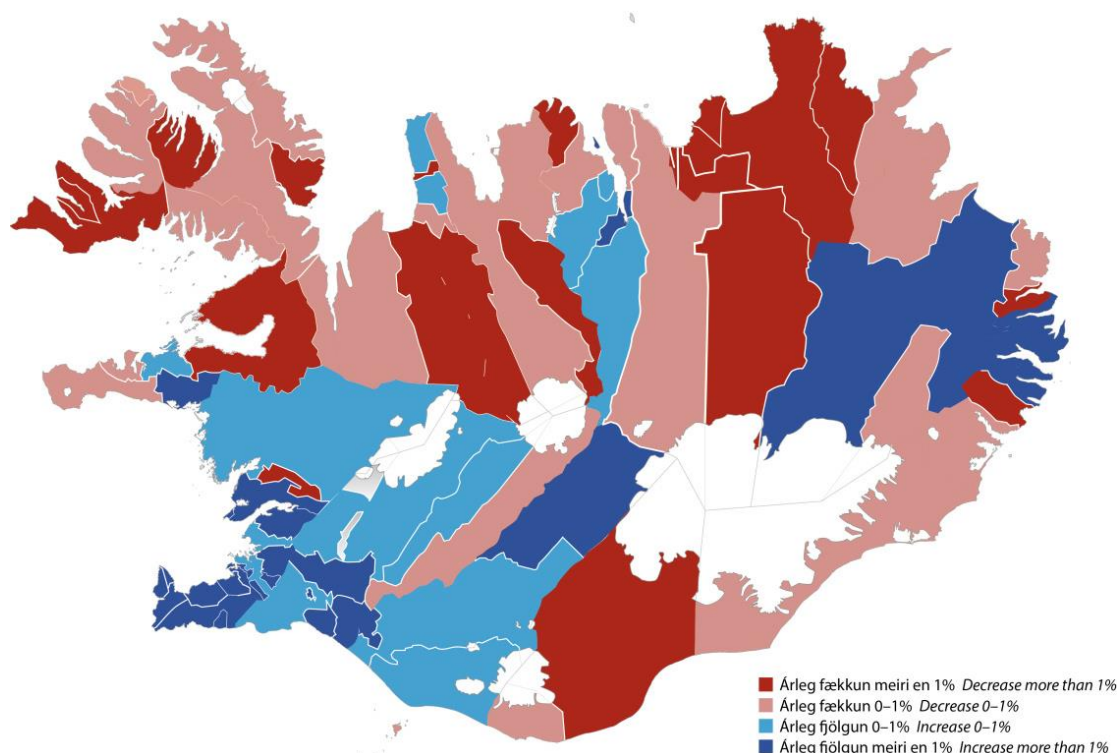 Árleg fækkun meiri en 1% Decrease more than 1%
Árleg fækkun 0–1% Decrease 0–1%
Árleg fjölgun 0–1% Increase 0–1%
Árleg fjölgun meiri en 1% Increase more than 1%